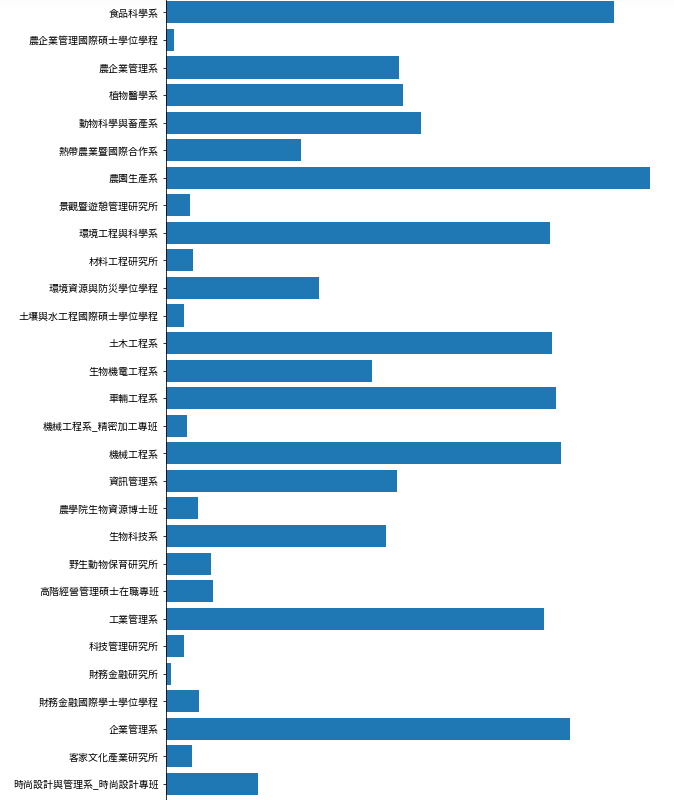 食品科學系
農企業管理國際碩士學位學程
農企業管理系
植物醫學系
動物科學與畜產系
熱帶農業暨國際合作系
農園生產系
景觀暨遊憩管理研究所
環境工程與科學系
材料工程研究所
環境資源與防災學位學程
土壤與水工程國際碩士學位學程
土木工程系
生物機電工程系
車輛工程系
機械工程系_精密加工專班
機械工程系
資訊管理系
農學院生物資源博士班
生物科技系
野生動物保育研究所
高階經營管理碩士在職專班
工業管理系
科技管理研究所
財務金融研究所
財務金融國際學士學位學程
企業管理系
客家文化產業研究所
時尚設計與管理系_時尚設計專班